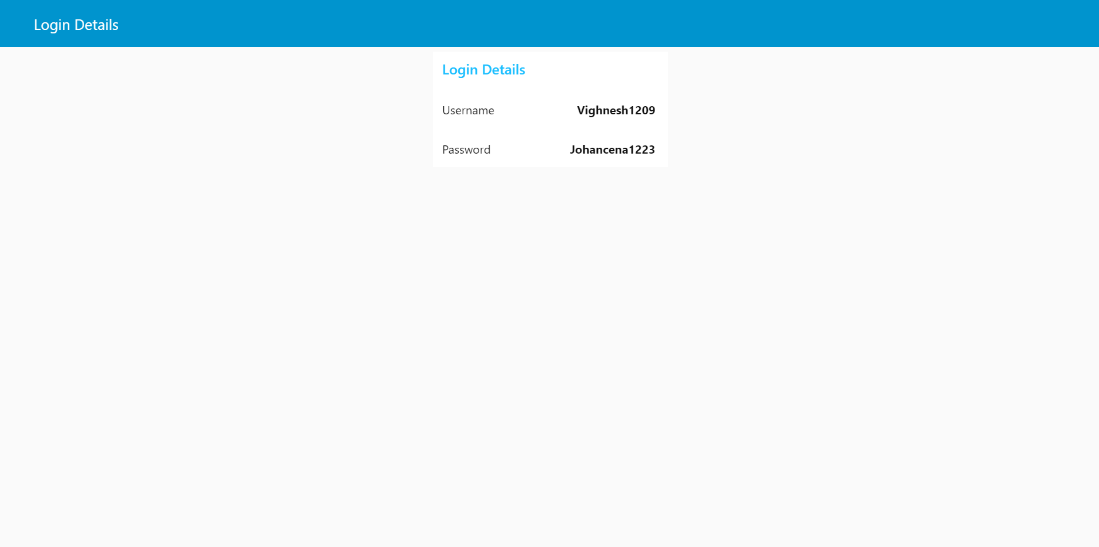 Login Details
Login Details
Username Vighnesh1209
Password Johancena1223